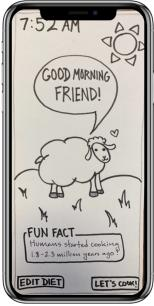 7:52 AM
GOOD MORNING
FRIEND!
FUN FACT
Humans started cooking
1.8-2.3 million years ago!
EDIT DIET
LET'S COOK!